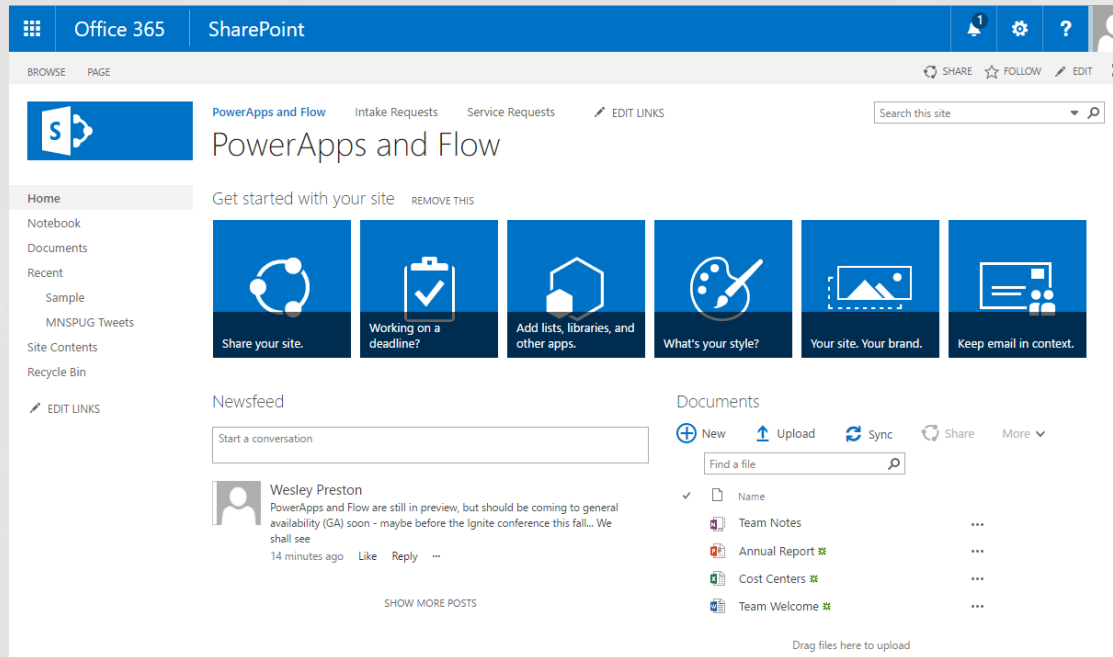 Office 365 SharePoint 1 ?
BROWSE PAGE SHARE FOLLOW EDIT
S
PowerApps and Flow Intake Requests Service Requests EDIT LINKS
Search this site
PowerApps and Flow
Home
Notebook
Documents
Recent
Sample
MNSPUG Tweets
Site Contents
Recycle Bin
EDIT LINKS
Get started with your site REMOVE THIS
Share your site.
Working on a
deadline?
Add lists, libraries, and
other apps.
What's your style?
Your site. Your brand.
Keep email in context.
Newsfeed
Start a conversation
Wesley Preston
PowerApps and Flow are still in preview, but should be coming to general
availability (GA) soon - maybe before the Ignite conference this fall... We
shall see
14 minutes ago Like Reply ···
SHOW MORE POSTS
Documents
New Upload Sync Share More
Find a file
Name
Team Notes ...
Annual Report ...
Cost Centers ...
Team Welcome ...
Drag files here to upload